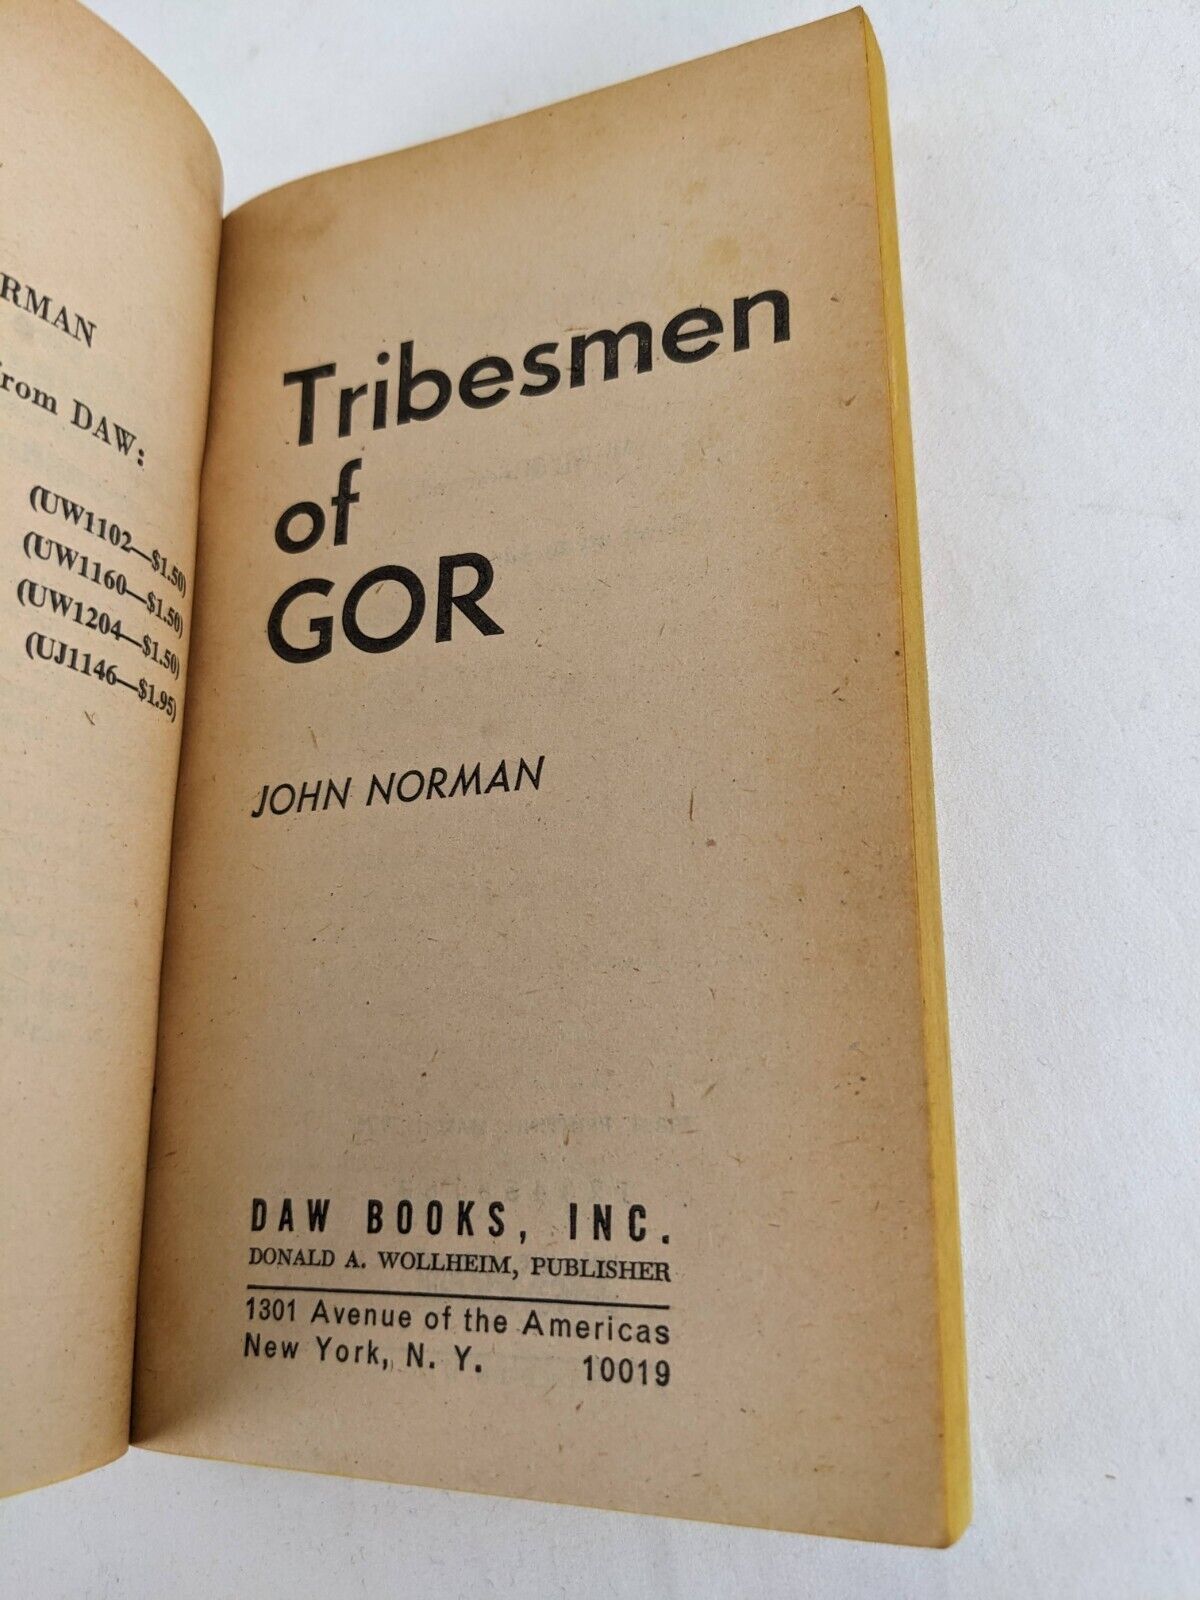 RMAN
rom DAW:
(UW1102—$1.50)
(UW1160—$1.50)
(UW1204—$1.50)
(UJ1146—$1.95)
Tribesmen
of
GOR
JOHN NORMAN
DAW BOOKS, INC.
DONALD A. WOLLHEIM, PUBLISHER
1301 Avenue of the Americas
New York, N. Y. 10019